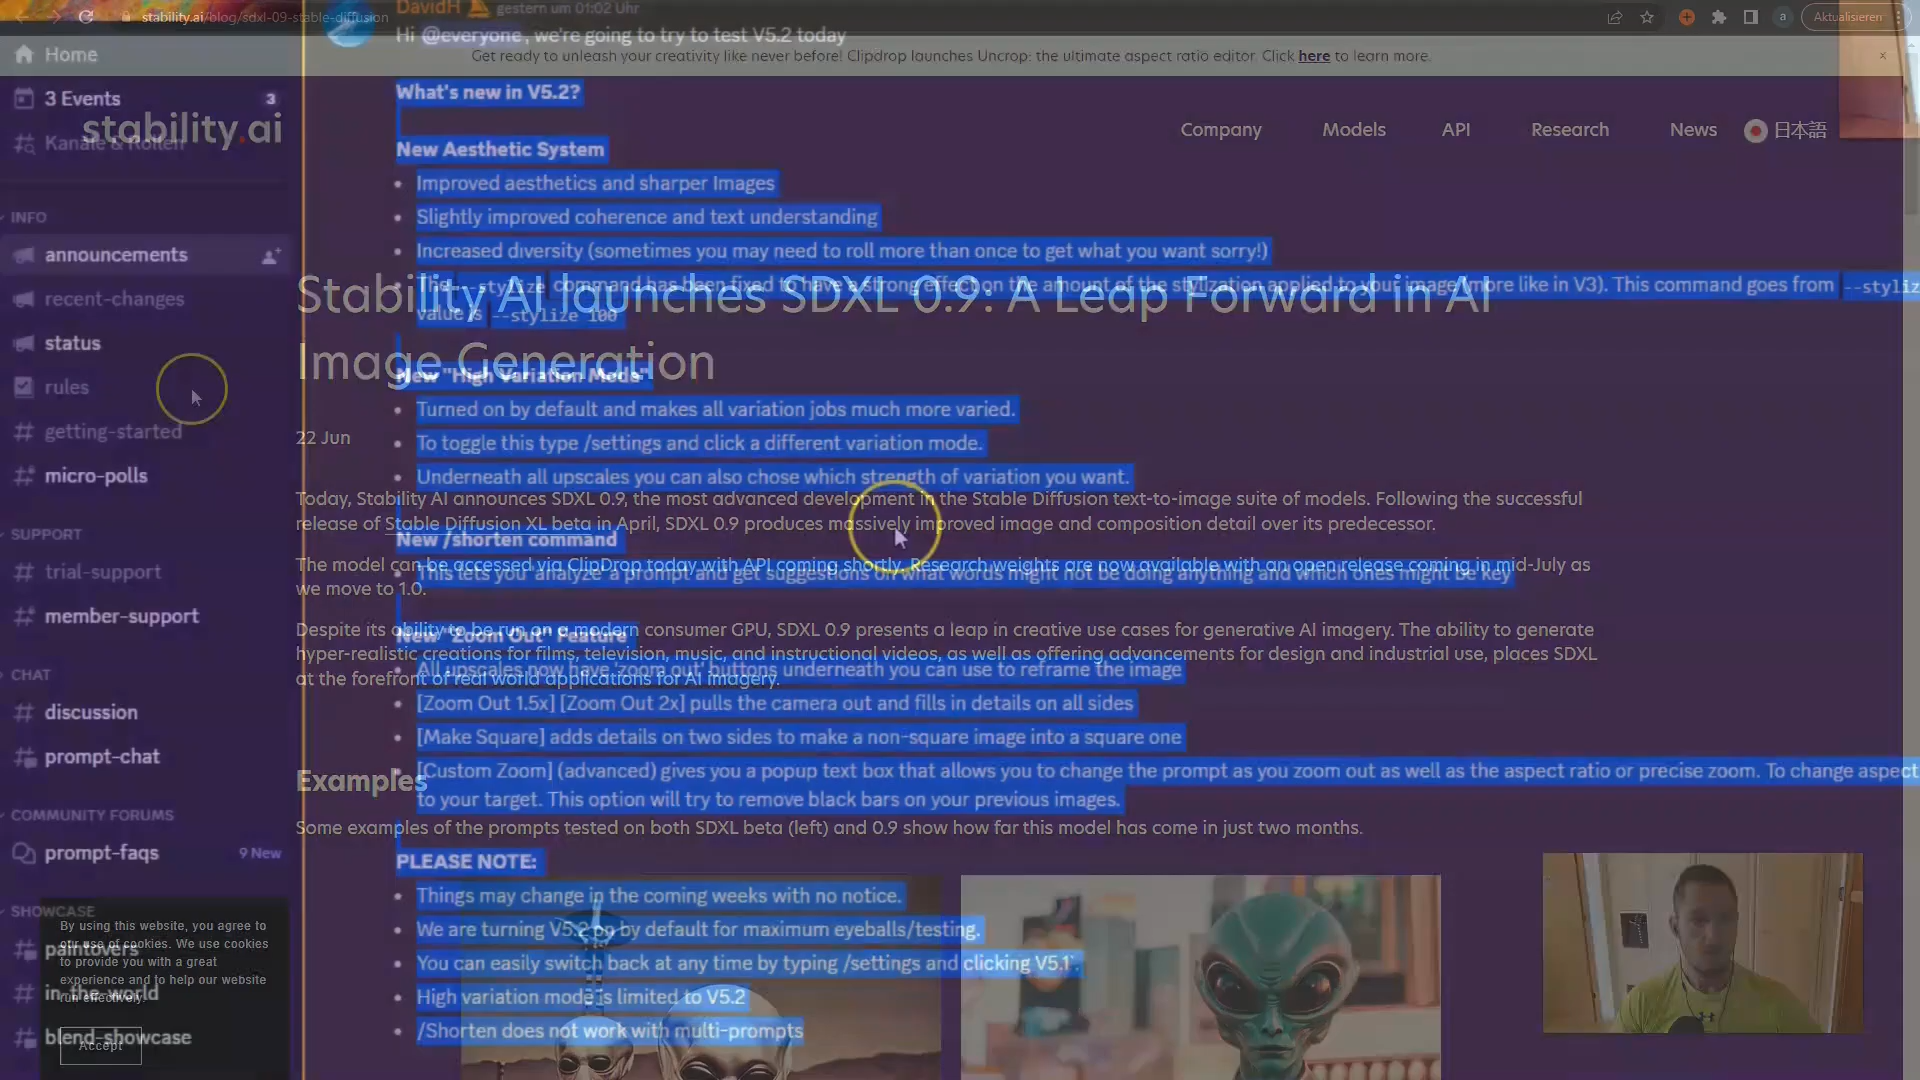 stability.ai/blog/sdxl-09-stable-diffusion
Aktualisieren
DavidH gestern um 01:02 Uhr
Hi @everyone, we're going to try to test V5.2 today
Get ready to unleash your creativity like never before! Clipdrop launches Uncrop: the ultimate aspect ratio editor. Click here to learn more.
Home
3 Events
3
Kanäle & Rollen
stability.ai
Company
Models
API
Research
News
日本語
INFO
announcements
recent-changes
status
rules
getting-started
micro-polls
SUPPORT
trial-support
member-support
CHAT
discussion
prompt-chat
COMMUNITY FORUMS
prompt-faqs
9 New
SHOWCASE
paintovers
in-the-world
blend-showcase
What's new in V5.2?
New Aesthetic System
Improved aesthetics and sharper Images
Slightly improved coherence and text understanding
Increased diversity (sometimes you may need to roll more than once to get what you want sorry!)
The --stylize command has been fixed to have a strong effect on the amount of the stylization applied to your image (more like in V3). This command goes from --styliz
value is --stylize 100
New "High Variation Mode"
Turned on by default and makes all variation jobs much more varied.
To toggle this type /settings and click a different variation mode.
Underneath all upscales you can also chose which strength of variation you want.
New /shorten command
This lets you 'analyze' a prompt and get suggestions on what words might not be doing anything and which ones might be key
New "Zoom Out" Feature
All upscales now have 'zoom out' buttons underneath you can use to reframe the image
[Zoom Out 1.5x] [Zoom Out 2x] pulls the camera out and fills in details on all sides
[Make Square] adds details on two sides to make a non-square image into a square one
[Custom Zoom] (advanced) gives you a popup text box that allows you to change the prompt as you zoom out as well as the aspect ratio or precise zoom. To change aspect
to your target. This option will try to remove black bars on your previous images.
PLEASE NOTE:
Things may change in the coming weeks with no notice.
We are turning V5.2 on by default for maximum eyeballs/testing.
You can easily switch back at any time by typing /settings and clicking V5.1'.
High variation mode is limited to V5.2
/Shorten does not work with multi-prompts
Stability AI launches SDXL 0.9: A Leap Forward in AI
Image Generation
22 Jun
Today, Stability AI announces SDXL 0.9, the most advanced development in the Stable Diffusion text-to-image suite of models. Following the successful
release of Stable Diffusion XL beta in April, SDXL 0.9 produces massively improved image and composition detail over its predecessor.
The model can be accessed via ClipDrop today with API coming shortly. Research weights are now available with an open release coming in mid-July as
we move to 1.0.
Despite its ability to be run on a modern consumer GPU, SDXL 0.9 presents a leap in creative use cases for generative AI imagery. The ability to generate
hyper-realistic creations for films, television, music, and instructional videos, as well as offering advancements for design and industrial use, places SDXL
at the forefront of real world applications for AI imagery.
Examples
Some examples of the prompts tested on both SDXL beta (left) and 0.9 show how far this model has come in just two months.
By using this website, you agree to
our use of cookies. We use cookies
to provide you with a great
experience and to help our website
run effectively.
Accept